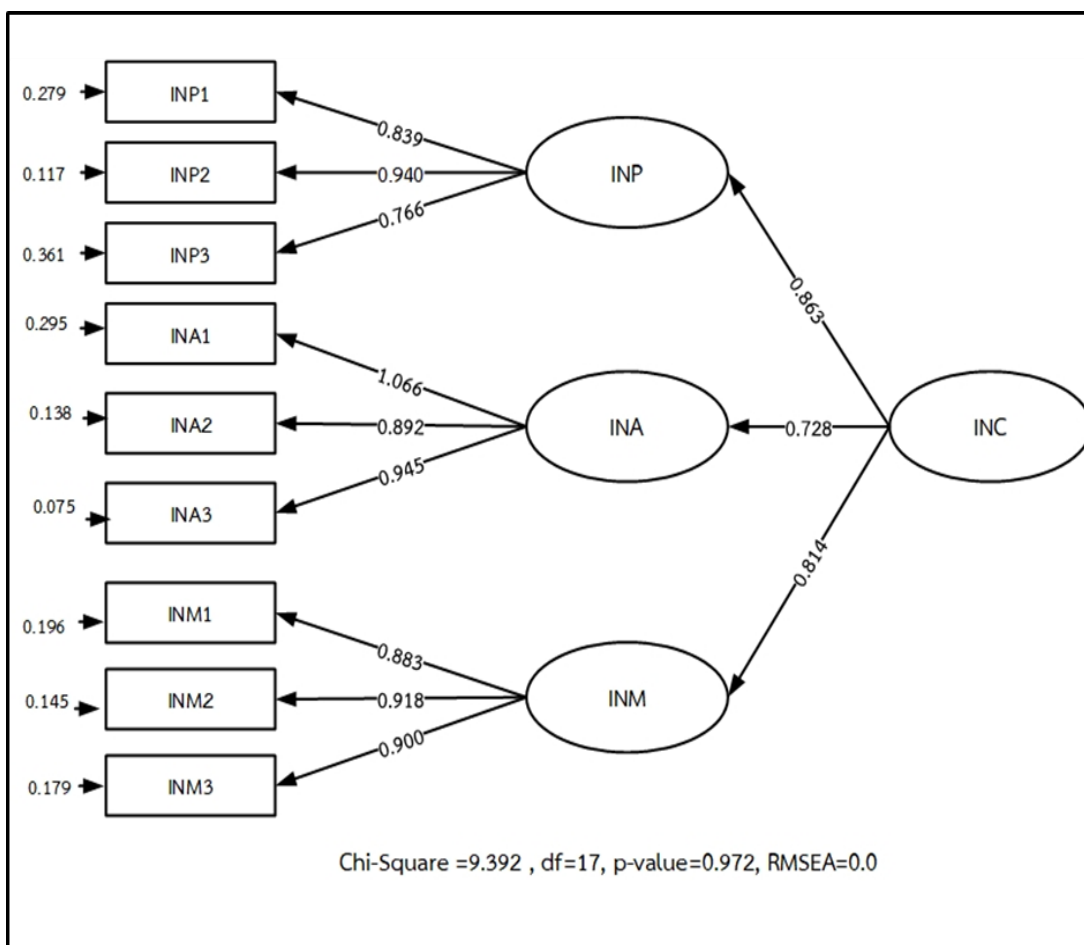 0.279
INP1
0.839
INP
0.117
INP2
0.940
0.361
INP3
0.766
0.863
0.295
INA1
1.066
0.138
INA2
0.892
INA
0.728
INC
0.075
INA3
0.945
0.814
0.196
INM1
0.883
0.145
INM2
0.918
INM
0.179
INM3
0.900
Chi-Square =9.392 , df=17, p-value=0.972, RMSEA=0.0